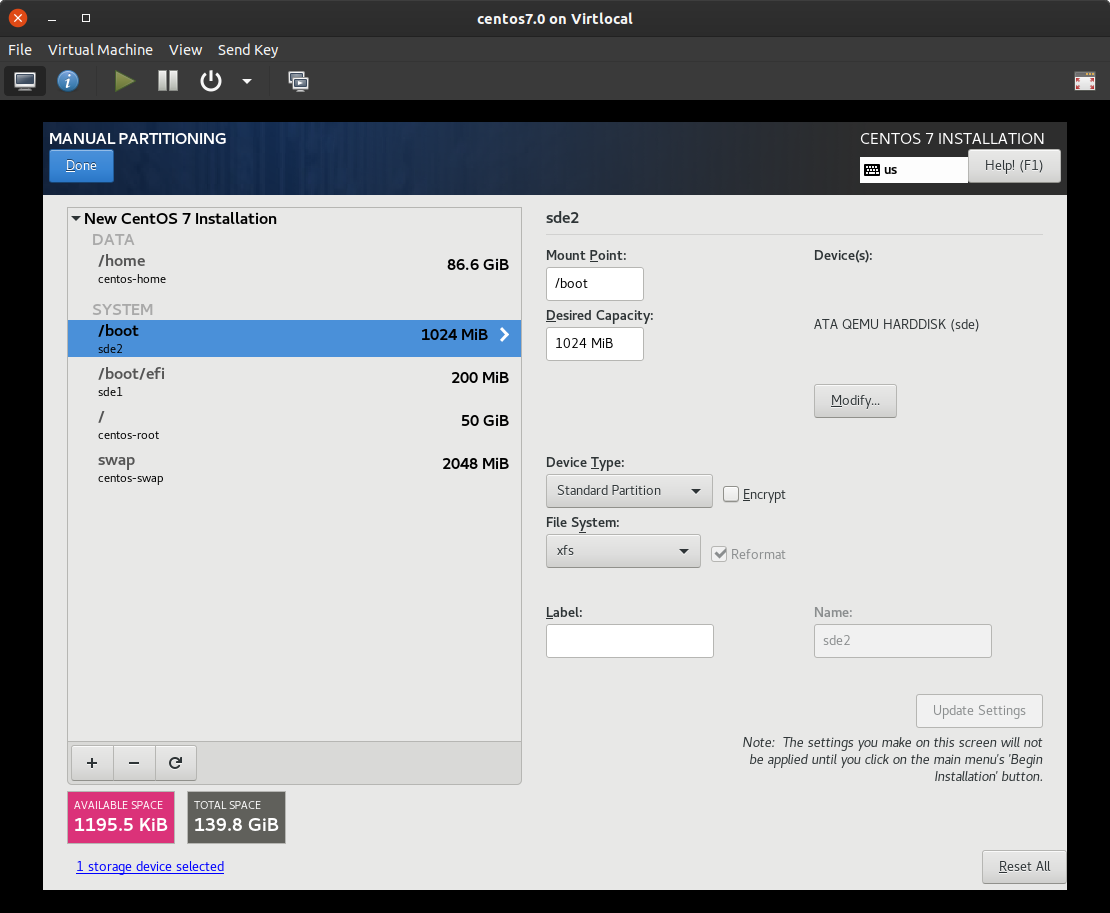 centos7.0 on Virtlocal
File Virtual Machine View Send Key
MANUAL PARTITIONING
Done
CENTOS 7 INSTALLATION
us
Help! (F1)
New CentOS 7 Installation
DATA
/home
86.6 GiB
centos-home
SYSTEM
/boot
1024 MiB
sde2
/boot/efi
200 MiB
sde1
/
50 GiB
centos-root
swap
2048 MiB
centos-swap
+ −
AVAILABLE SPACE
1195.5 KiB
TOTAL SPACE
139.8 GiB
1 storage device selected
sde2
Mount Point:
/boot
Desired Capacity:
1024 MiB
Device(s):
ATA QEMU HARDDISK (sde)
Modify...
Device Type:
Standard Partition
Encrypt
File System:
xfs
Reformat
Label:
Name:
sde2
Update Settings
Note: The settings you make on this screen will not
be applied until you click on the main menu's 'Begin
Installation' button.
Reset All